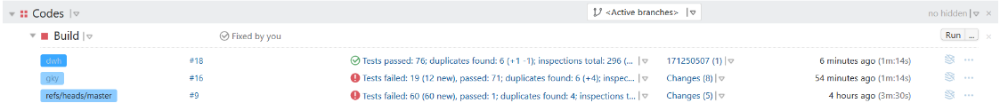 Codes <Active branches> no hidden
Build Fixed by you Run ...
dwh #18 Tests passed: 76; duplicates found: 6 (+1 -1); inspections total: 296 (... 171250507 (1) 6 minutes ago (1m:14s)
gky #16 Tests failed: 19 (12 new), passed: 71; duplicates found: 6 (+4); inspec... Changes (8) 54 minutes ago (1m:14s)
refs/heads/master #9 Tests failed: 60 (60 new), passed: 1; duplicates found: 4; inspections t... Changes (5) 4 hours ago (3m:30s)